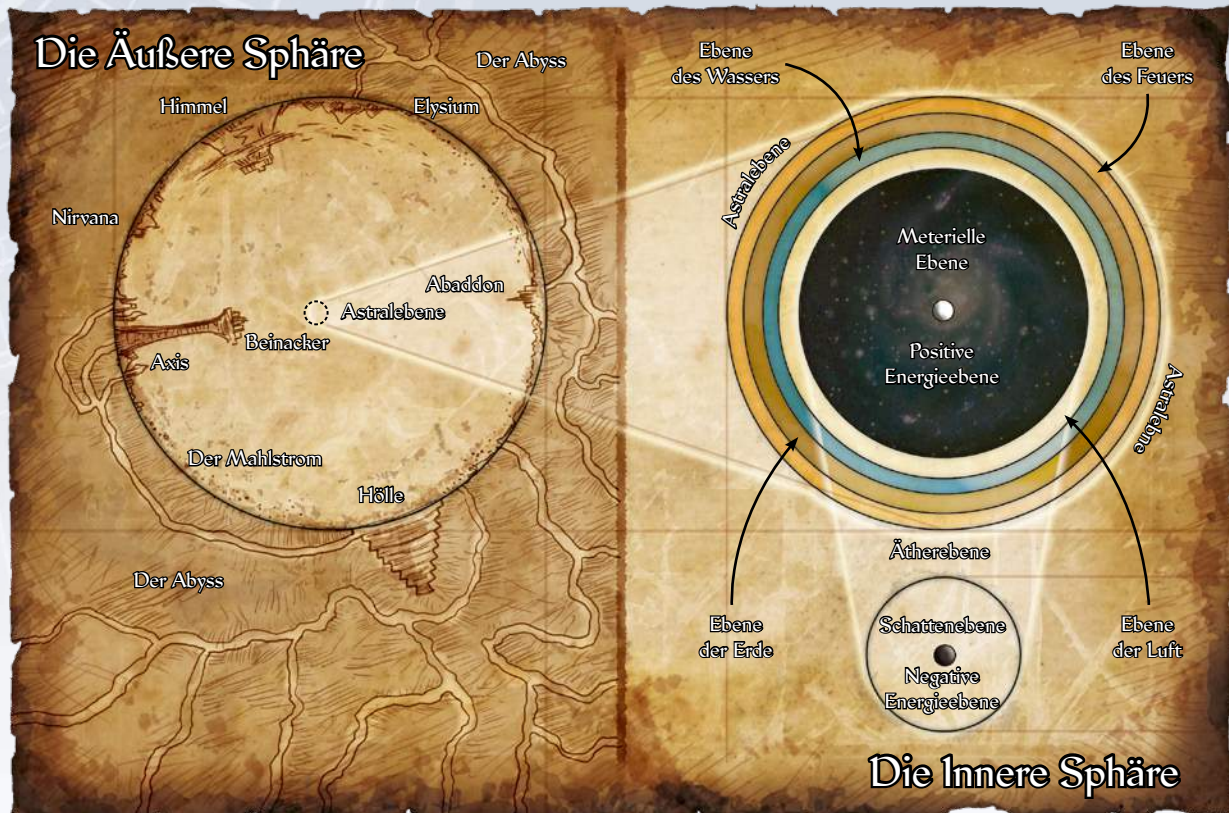 Die Äußere Sphäre
Der Abyss
Himmel
Elysium
Nirvana
Abaddon
Astralebene
Beinacker
Axis
Der Mahlstrom
Hölle
Der Abyss
Ebene
des Wassers
Ebene
des Feuers
Astralebene
Meterielle
Ebene
Positive
Energieebene
Astralebne
Ätherebene
Ebene
der Erde
Schattenebene
Negative
Energieebene
Ebene
der Luft
Die Innere Sphäre